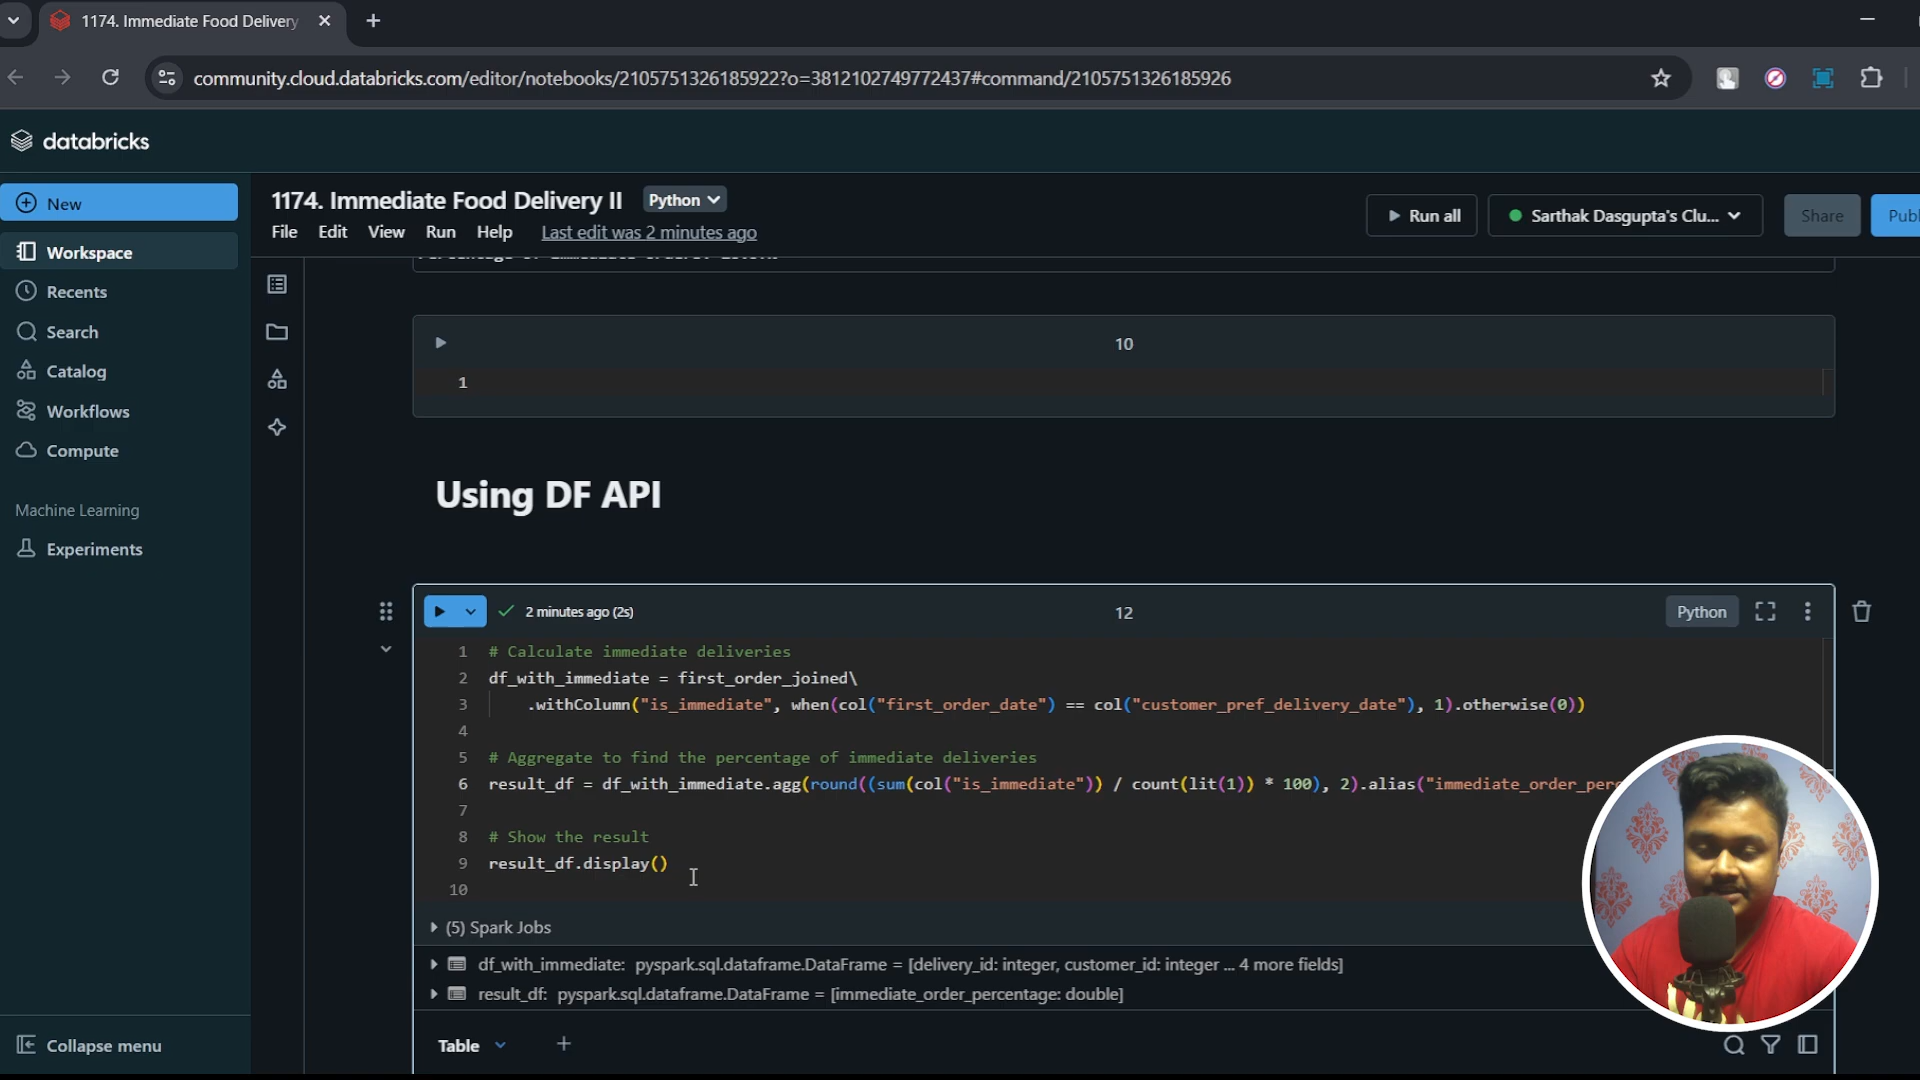 1174. Immediate Food Delivery
community.cloud.databricks.com/editor/notebooks/2105751326185922?o=3812102749772437#command/2105751326185926
databricks
New
Workspace
Recents
Search
Catalog
Workflows
Compute
Machine Learning
Experiments
Collapse menu
1174. Immediate Food Delivery II
Python
File Edit View Run Help Last edit was 2 minutes ago
Run all
Sarthak Dasgupta's Clu...
Share
Publ
10
1
Using DF API
2 minutes ago (2s)
12
Python
1 # Calculate immediate deliveries
2 df_with_immediate = first_order_joined\
3 .withColumn("is_immediate", when(col("first_order_date") == col("customer_pref_delivery_date"), 1).otherwise(0))
4
5 # Aggregate to find the percentage of immediate deliveries
6 result_df = df_with_immediate.agg(round((sum(col("is_immediate")) / count(lit(1)) * 100), 2).alias("immediate_order_perc
7
8 # Show the result
9 result_df.display()
10
(5) Spark Jobs
df_with_immediate: pyspark.sql.dataframe.DataFrame = [delivery_id: integer, customer_id: integer ... 4 more fields]
result_df: pyspark.sql.dataframe.DataFrame = [immediate_order_percentage: double]
Table